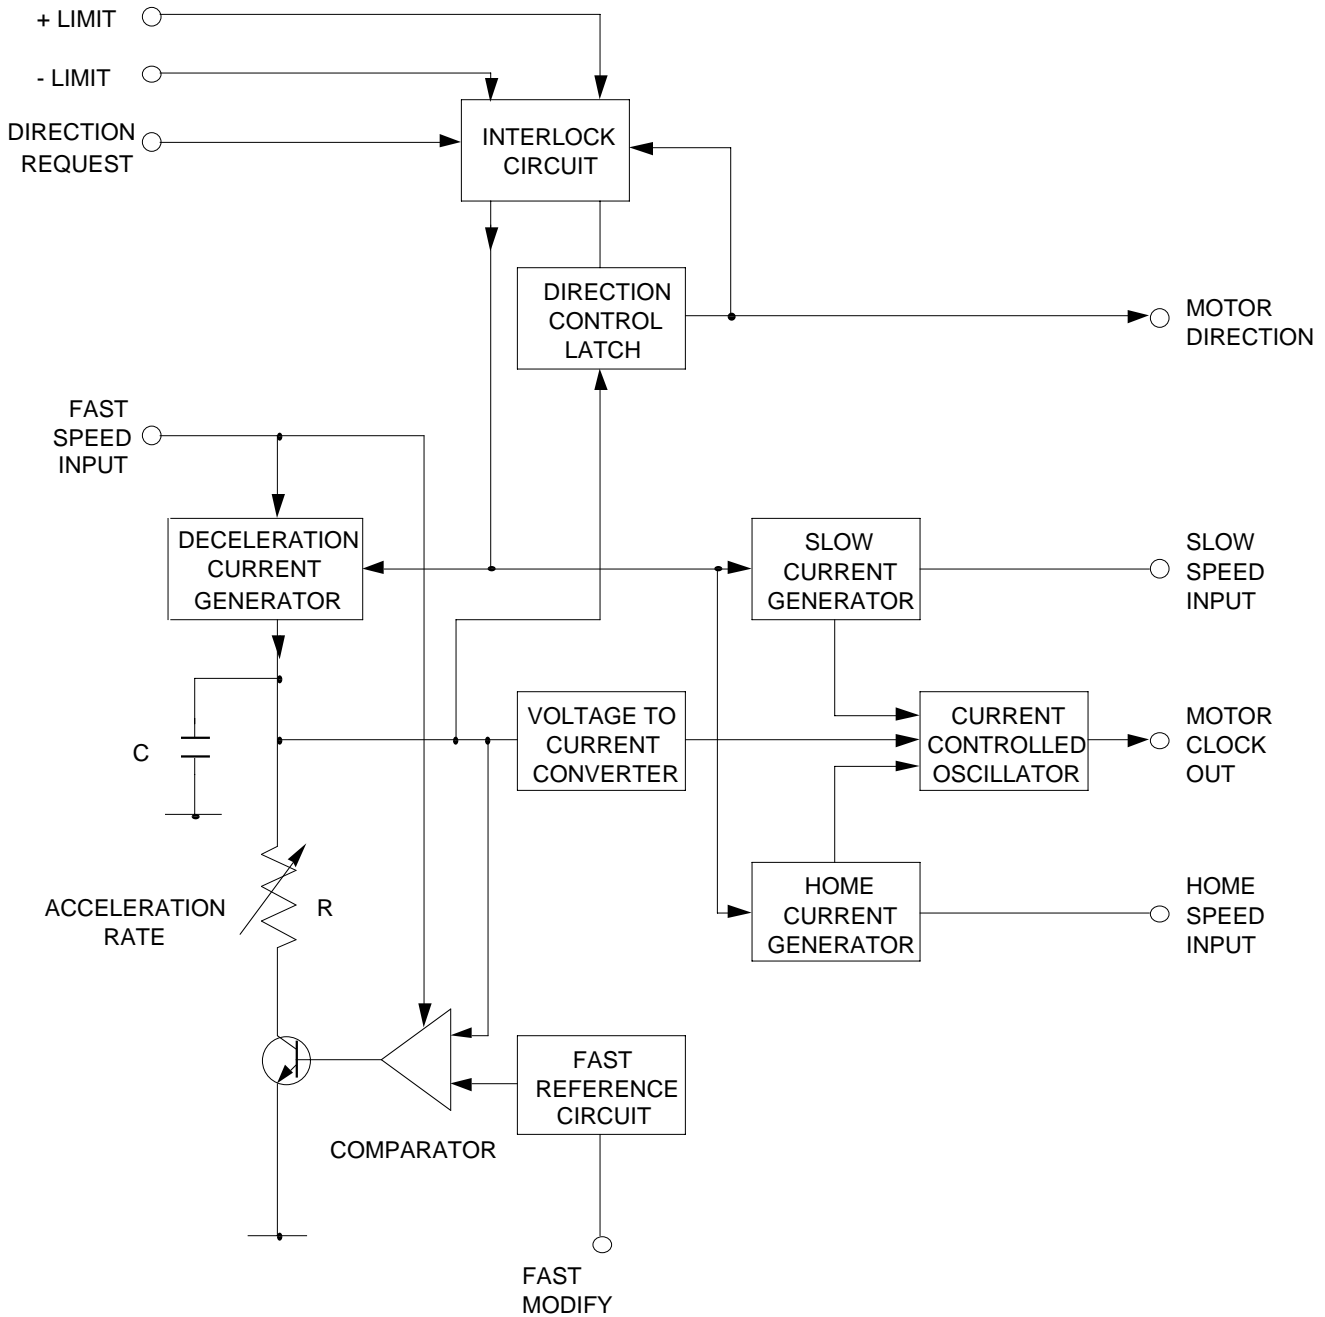 + LIMIT
- LIMIT
DIRECTION
REQUEST
INTERLOCK
CIRCUIT
DIRECTION
CONTROL
LATCH
MOTOR
DIRECTION
FAST
SPEED
INPUT
DECELERATION
CURRENT
GENERATOR
SLOW
CURRENT
GENERATOR
SLOW
SPEED
INPUT
C
VOLTAGE TO
CURRENT
CONVERTER
CURRENT
CONTROLLED
OSCILLATOR
MOTOR
CLOCK
OUT
ACCELERATION
RATE
R
HOME
CURRENT
GENERATOR
HOME
SPEED
INPUT
COMPARATOR
FAST
REFERENCE
CIRCUIT
FAST
MODIFY